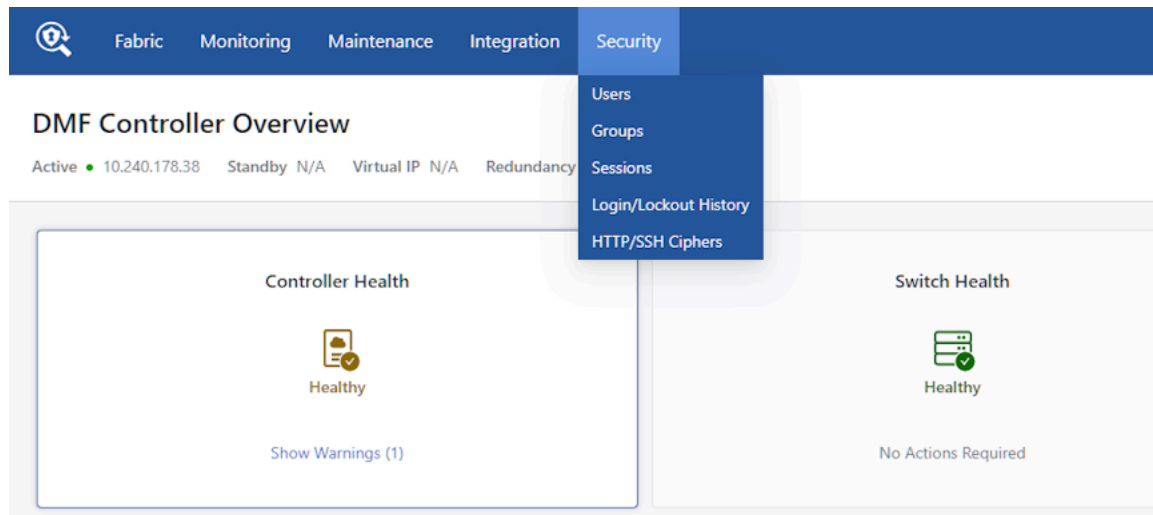 Fabric Monitoring Maintenance Integration Security
Users
Groups
Sessions
Login/Lockout History
HTTP/SSH Ciphers
DMF Controller Overview
Active 10.240.178.38 Standby N/A Virtual IP N/A Redundancy
Controller Health
Healthy
Show Warnings (1)
Switch Health
Healthy
No Actions Required